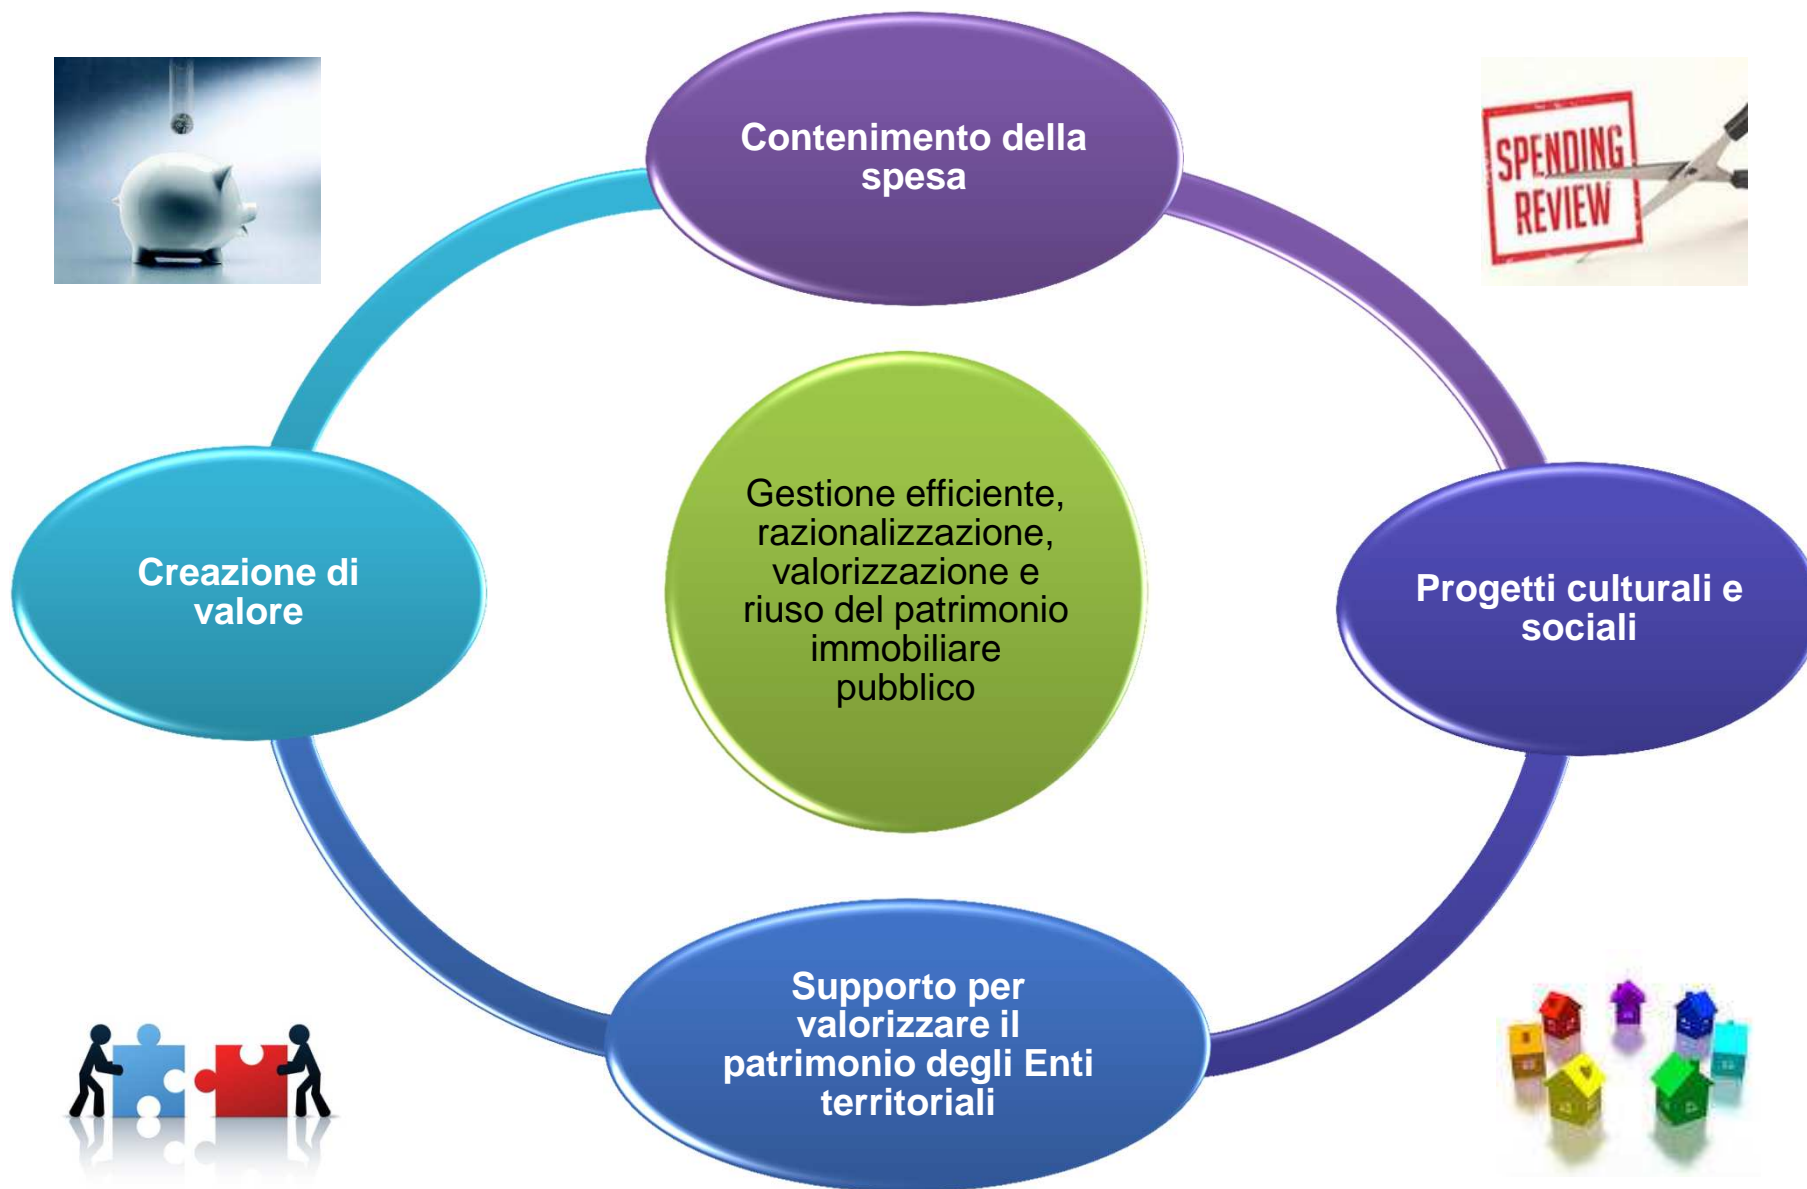 Contenimento della
spesa
SPENDING
REVIEW
Creazione di
valore
Gestione efficiente,
razionalizzazione,
valorizzazione e
riuso del patrimonio
immobiliare
pubblico
Progetti culturali e
sociali
Supporto per
valorizzare il
patrimonio degli Enti
territoriali